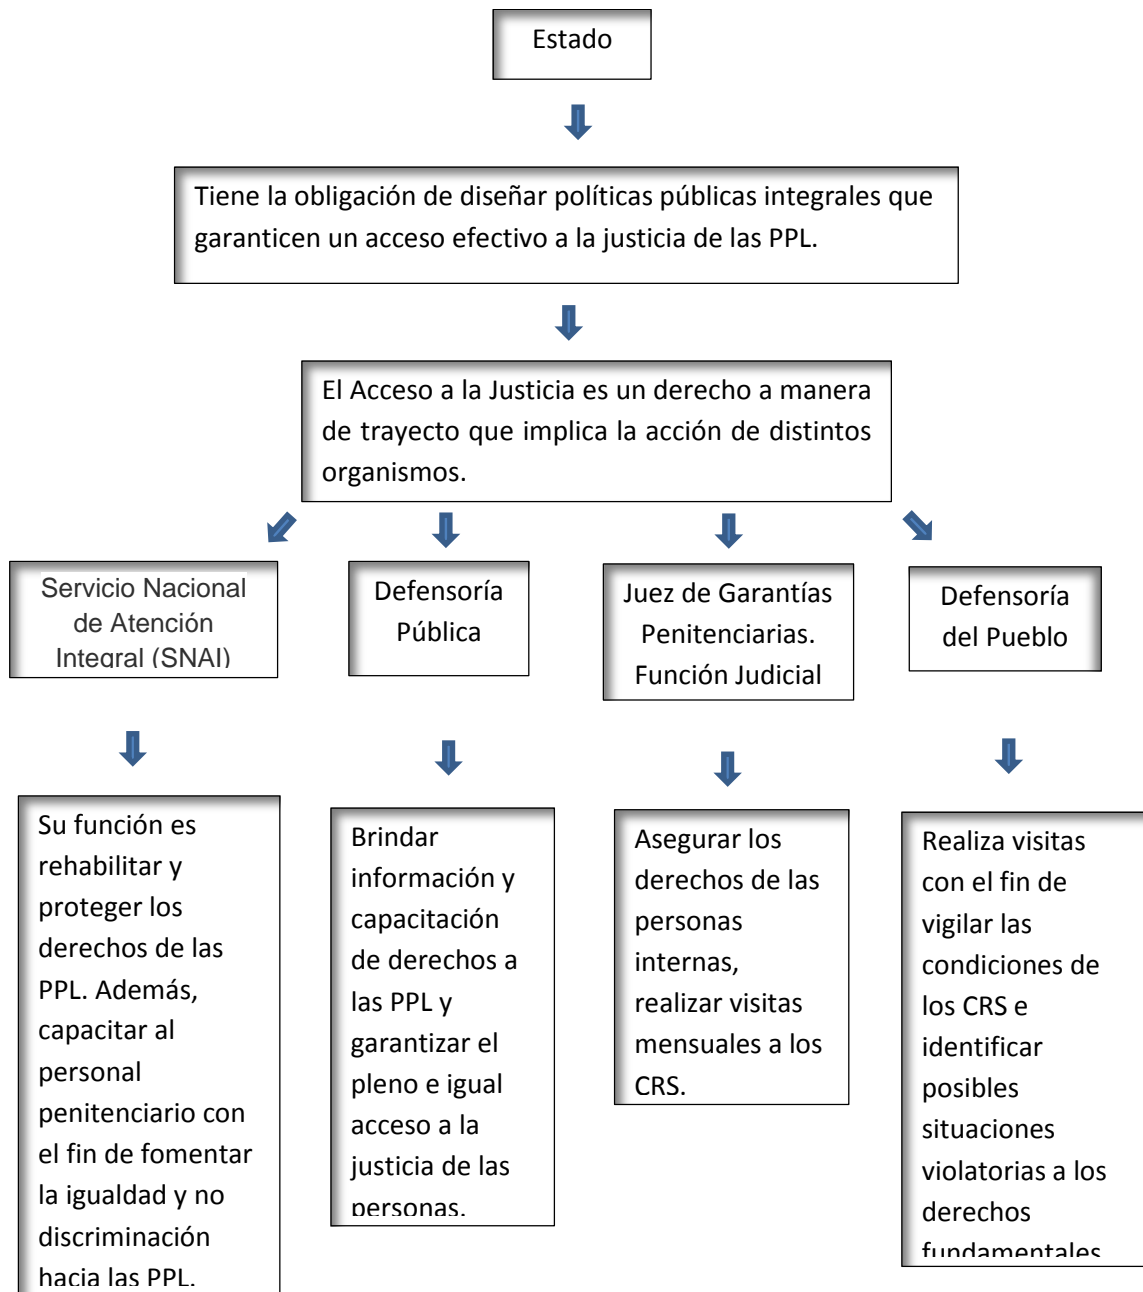 Estado
Tiene la obligación de diseñar políticas públicas integrales que
garanticen un acceso efectivo a la justicia de las PPL.
El Acceso a la Justicia es un derecho a manera
de trayecto que implica la acción de distintos
organismos.
Servicio Nacional
de Atención
Integral (SNAI)
Defensoría
Pública
Juez de Garantías
Penitenciarias.
Función Judicial
Defensoría
del Pueblo
Su función es
rehabilitar y
proteger los
derechos de las
PPL. Además,
capacitar al
personal
penitenciario con
el fin de fomentar
la igualdad y no
discriminación
hacia las PPL.
Brindar
información y
capacitación
de derechos a
las PPL y
garantizar el
pleno e igual
acceso a la
justicia de las
personas.
Asegurar los
derechos de las
personas
internas,
realizar visitas
mensuales a los
CRS.
Realiza visitas
con el fin de
vigilar las
condiciones de
los CRS e
identificar
posibles
situaciones
violatorias a los
derechos
fundamentales